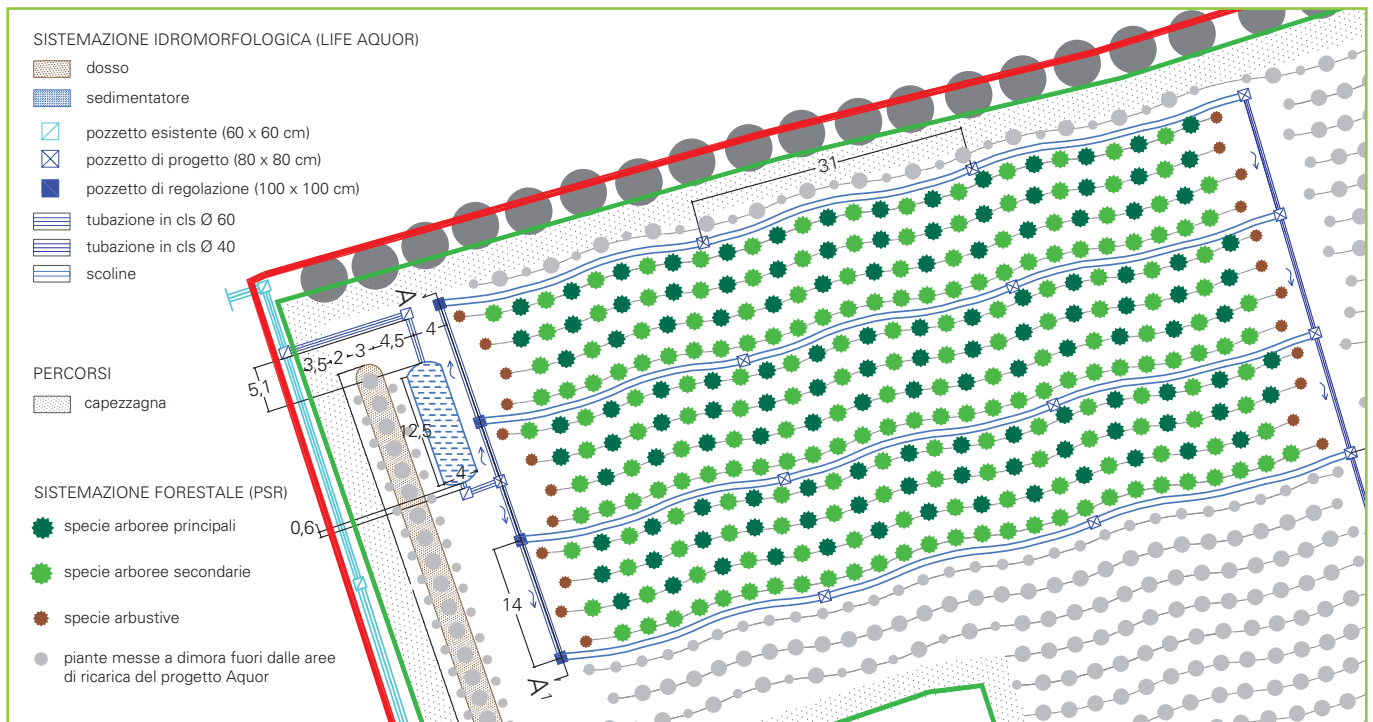 SISTEMAZIONE IDROMORFOLOGICA (LIFE AQUOR)
dosso
sedimentatore
pozzetto esistente (60 x 60 cm)
pozzetto di progetto (80 x 80 cm)
pozzetto di regolazione (100 x 100 cm)
tubazione in cls Ø 60
tubazione in cls Ø 40
scoline
PERCORSI
capezzagna
SISTEMAZIONE FORESTALE (PSR)
specie arboree principali
specie arboree secondarie
specie arbustive
piante messe a dimora fuori dalle aree
di ricarica del progetto Aquor
31
A
4
4,5
3
2
3,5
5,1
12,5
4
0,6
14
A'